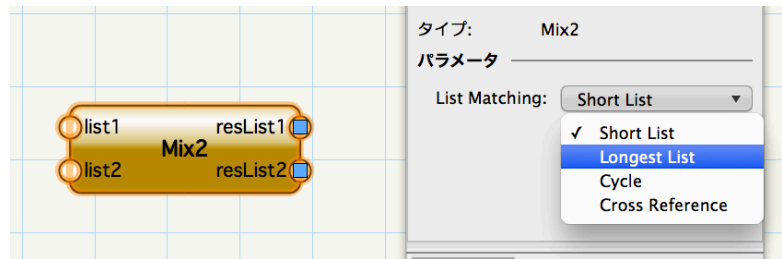 list1 resList1
Mix2
list2 resList2
タイプ: Mix2
パラメータ
List Matching: Short List
✓ Short List
Longest List
Cycle
Cross Reference